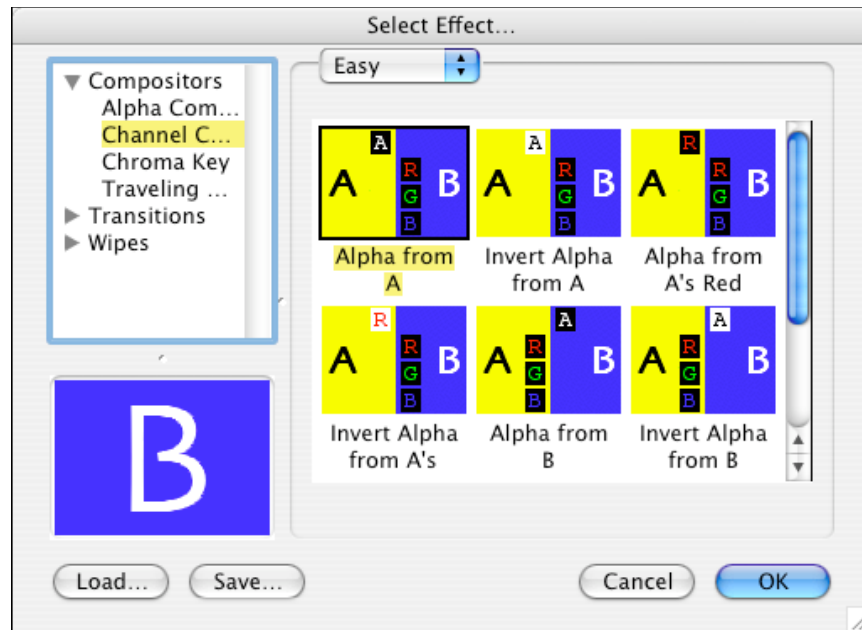 Select Effect...
Compositors
Alpha Com...
Channel C...
Chroma Key
Traveling ...
Transitions
Wipes
Easy
A A R G B B
Alpha from
A
A A R G B B
Invert Alpha
from A
A R R G B B
Alpha from
A's Red
A R R G B B
Invert Alpha
from A's
A R G B A B
Alpha from
B
A R G B A B
Invert Alpha
from B
B
Load...
Save...
Cancel
OK